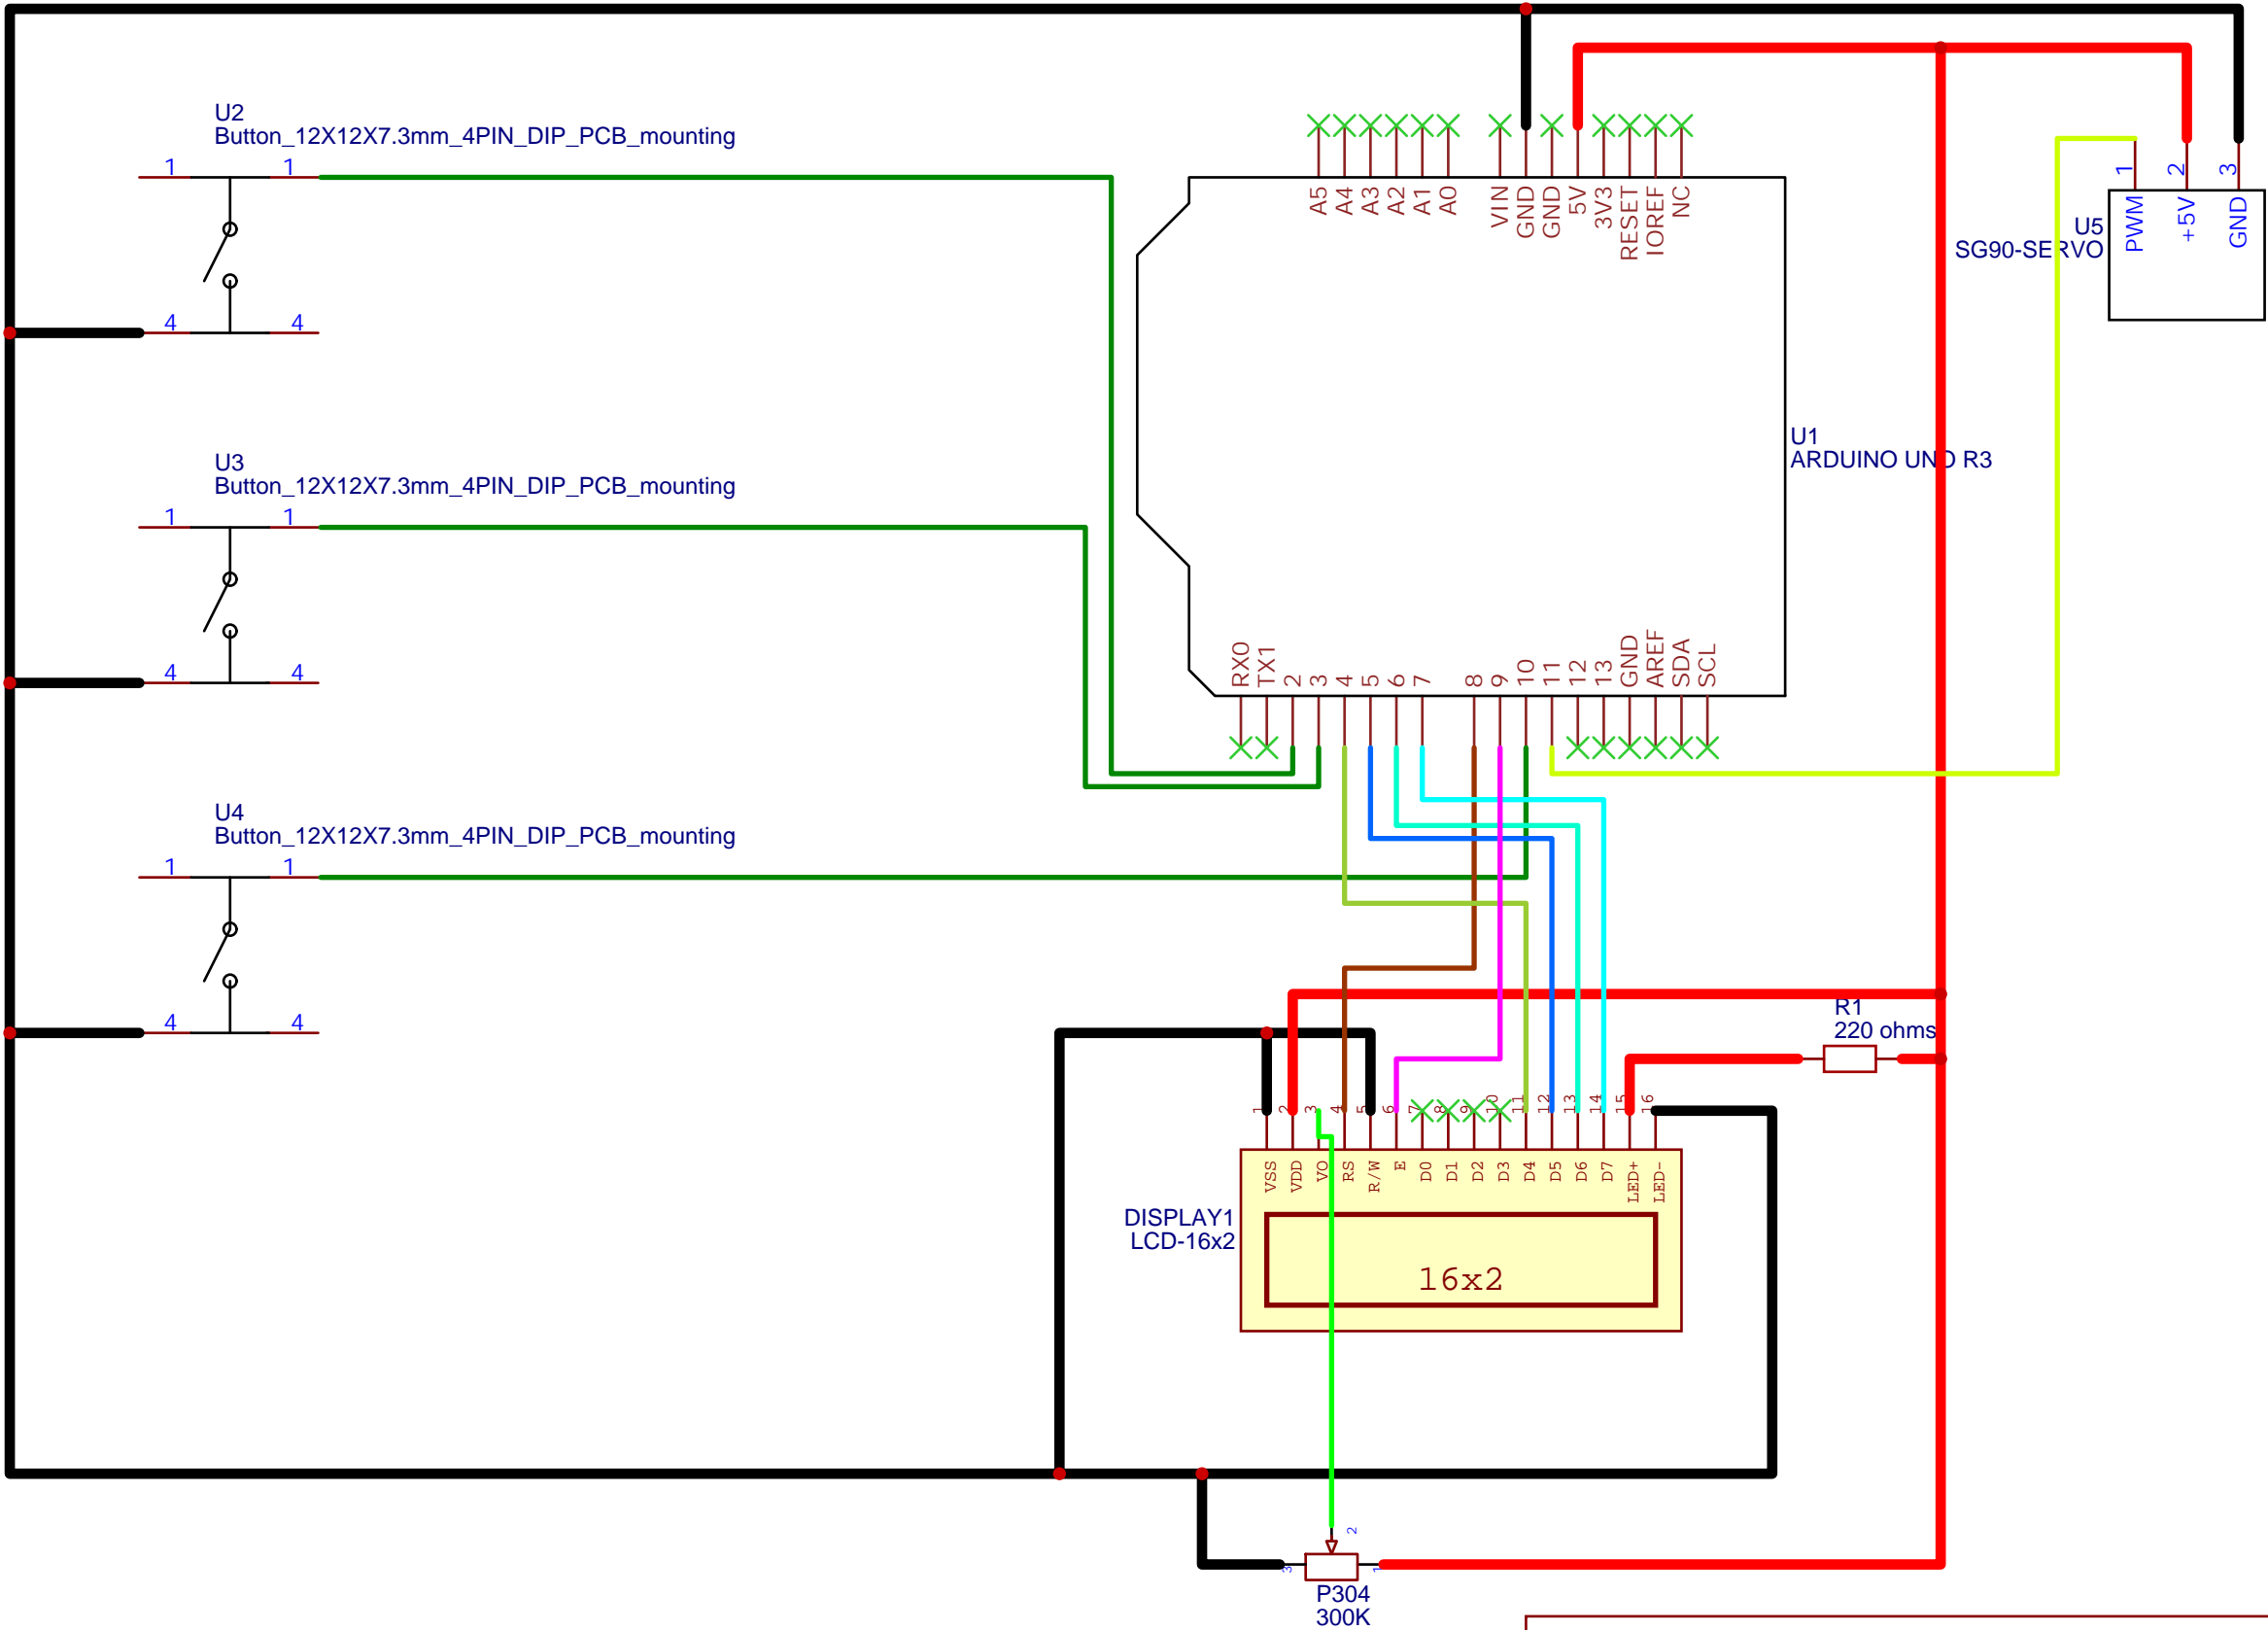 U2
Button_12X12X7.3mm_4PIN_DIP_PCB_mounting
1 1
4 4
U3
Button_12X12X7.3mm_4PIN_DIP_PCB_mounting
1 1
4 4
U4
Button_12X12X7.3mm_4PIN_DIP_PCB_mounting
1 1
4 4
A5 A4 A3 A2 A1 A0 VIN GND GND 5V 3V3 RESET IOREF NC
U1
ARDUINO UNO R3
RX0 TX1 2 3 4 5 6 7 8 9 10 11 12 13 GND AREF SDA SCL
1 2 3
PWM +5V GND
U5
SG90-SERVO
R1
220 ohms
1 2 3 4 5 6 7 8 9 10 11 12 13 14 15 16
VSS VDD VO RS R/W E D0 D1 D2 D3 D4 D5 D6 D7 LED+ LED-
DISPLAY1
LCD-16x2
16x2
2
3 1
P304
300K